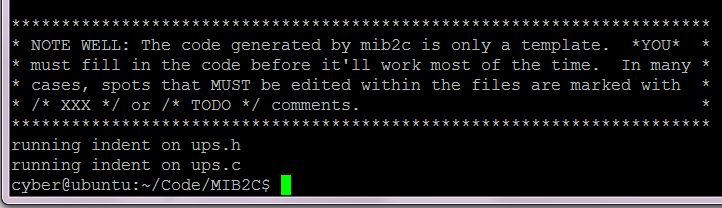 **********************************************************************
* NOTE WELL: The code generated by mib2c is only a template.  *YOU*  *
* must fill in the code before it'll work most of the time.  In many *
* cases, spots that MUST be edited within the files are marked with  *
* /* XXX */ or /* TODO */ comments.                                  *
**********************************************************************
running indent on ups.h
running indent on ups.c
cyber@ubuntu:~/Code/MIB2C$